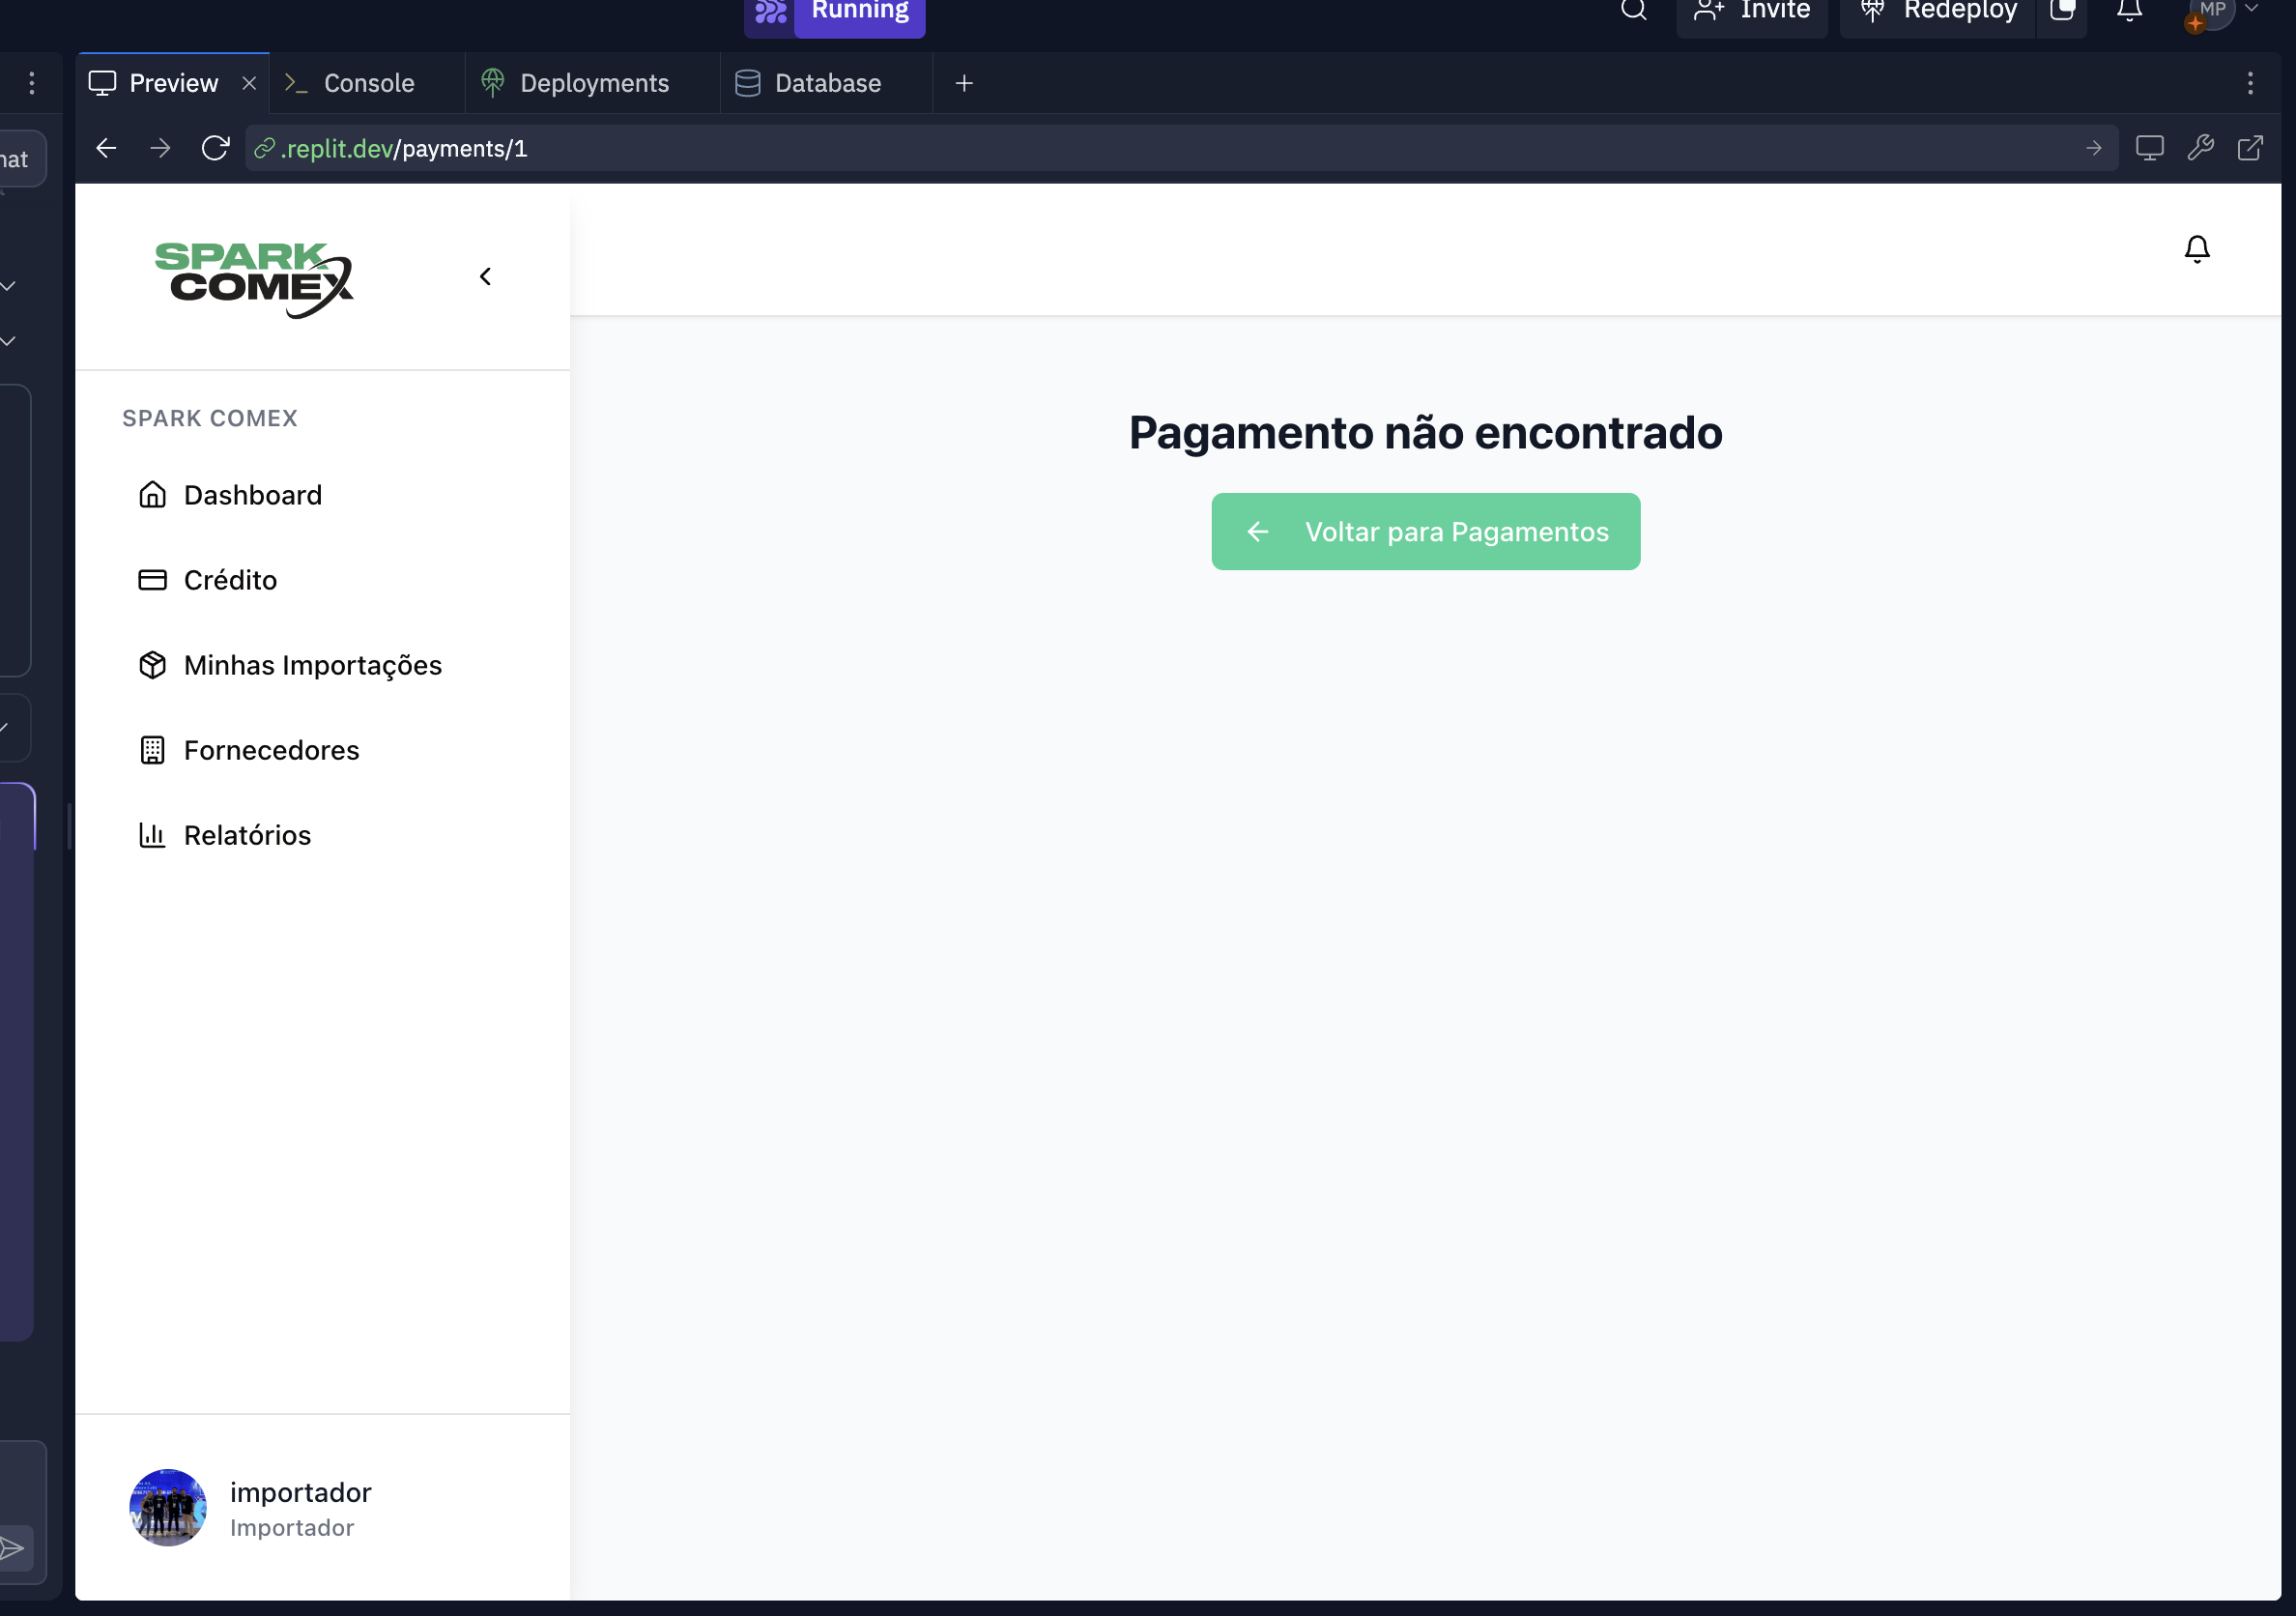 Running
Invite
Redeploy
MP
Preview
Console
Deployments
Database
hat
.replit.dev/payments/1
SPARK
COMEX
SPARK COMEX
Dashboard
Crédito
Minhas Importações
Fornecedores
Relatórios
Pagamento não encontrado
Voltar para Pagamentos
importador
Importador